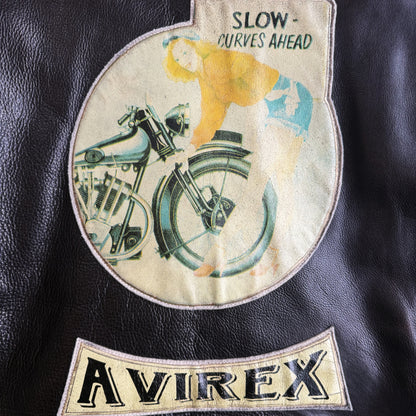 SLOW -
CURVES AHEAD
AVIREX